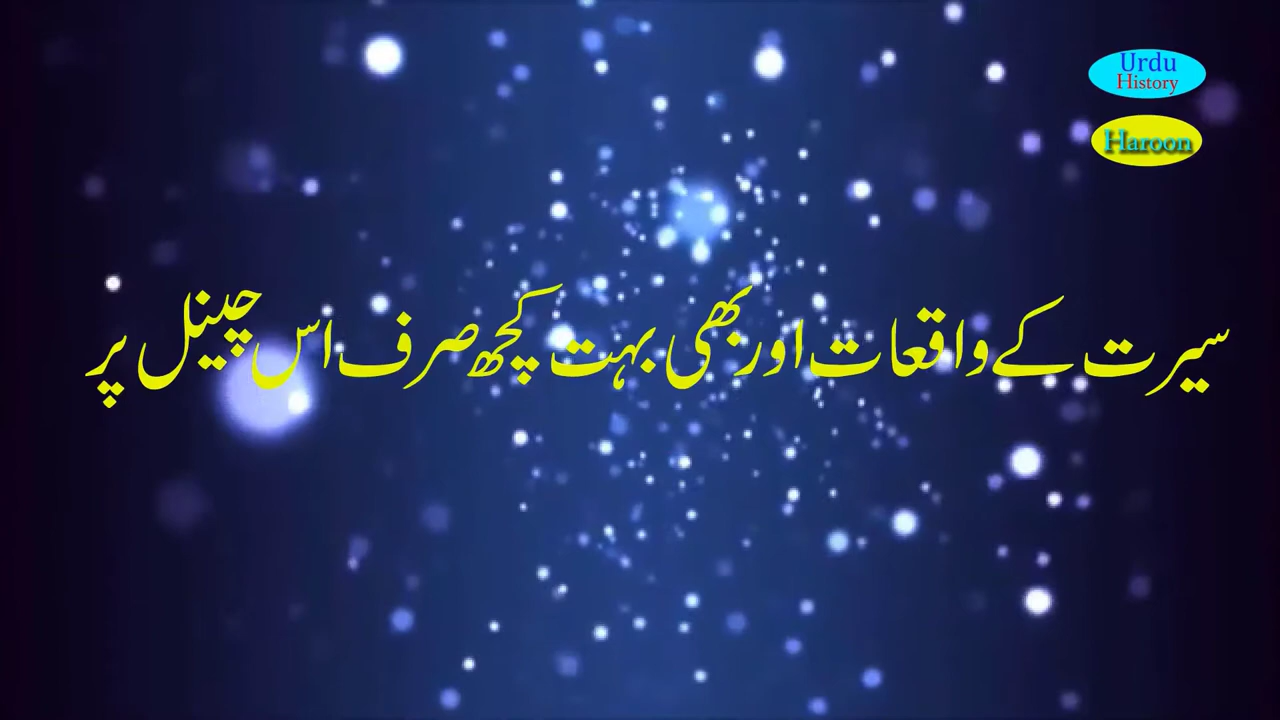 Urdu
History
Haroon
سیرت کے واقعات اور بھی بہت کچھ صرف اس چینل پر